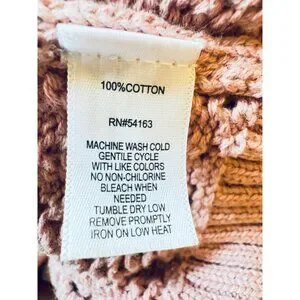 100%COTTON
RN#54163
MACHINE WASH COLD
GENTILE CYCLE
WITH LIKE COLORS
NO NON-CHLORINE
BLEACH WHEN
NEEDED
TUMBLE DRY LOW
REMOVE PROMPTLY
IRON ON LOW HEAT